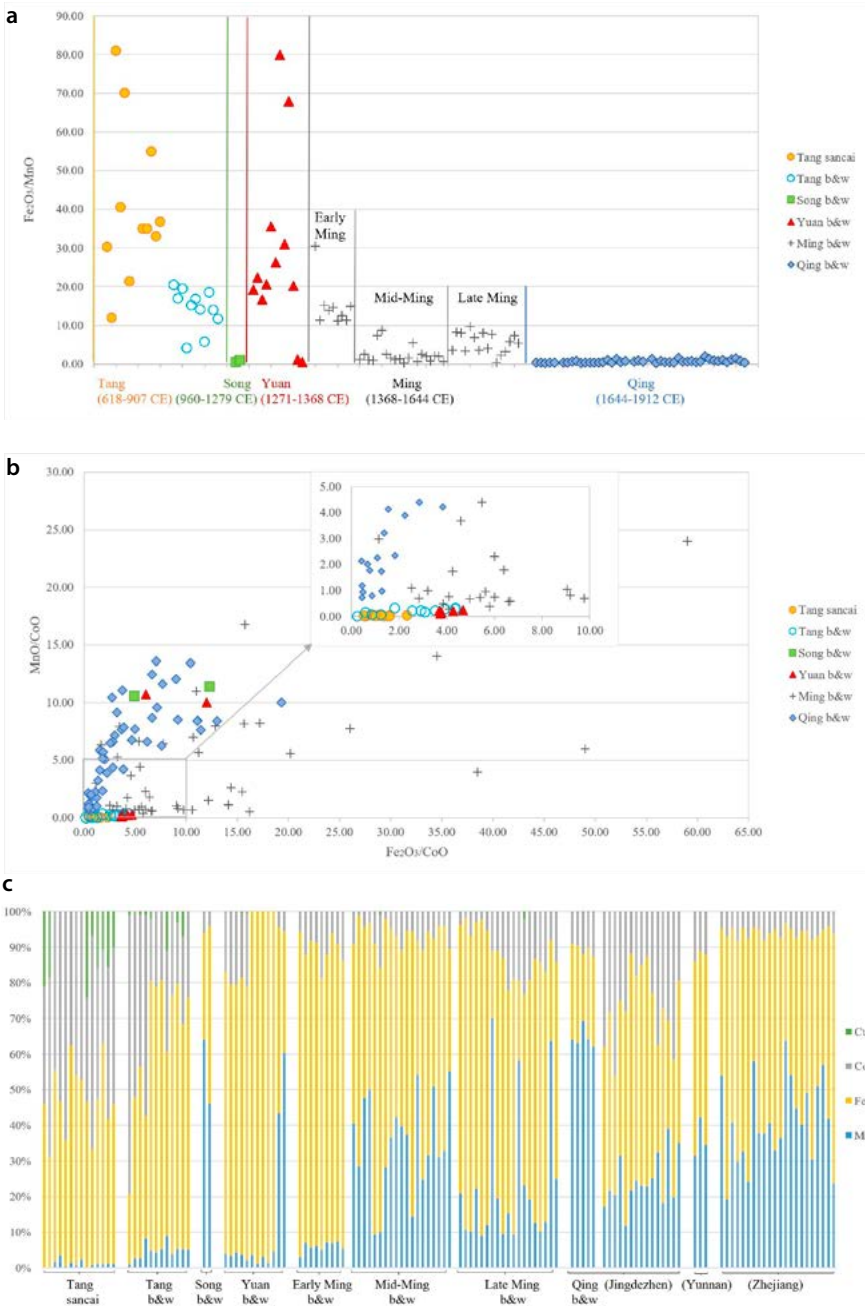 a
90.00
80.00
70.00
60.00
50.00
40.00
30.00
20.00
10.00
0.00
Fe2O3/MnO
Early
Ming
Mid-Ming
Late Ming
Tang sancai
Tang b&w
Song b&w
Yuan b&w
Ming b&w
Qing b&w
Tang
(618-907 CE)
Song
(960-1279 CE)
Yuan
(1271-1368 CE)
Ming
(1368-1644 CE)
Qing
(1644-1912 CE)
b
30.00
25.00
20.00
15.00
10.00
5.00
0.00
MnO/CoO
5.00
4.00
3.00
2.00
1.00
0.00
0.00 2.00 4.00 6.00 8.00 10.00
Tang sancai
Tang b&w
Song b&w
Yuan b&w
Ming b&w
Qing b&w
0.00 5.00 10.00 15.00 20.00 25.00 30.00 35.00 40.00 45.00 50.00 55.00 60.00 65.00
Fe2O3/CoO
c
100%
90%
80%
70%
60%
50%
40%
30%
20%
10%
0%
Fe
M
Tang
sancai
Tang
b&w
Song
b&w
Yuan
b&w
Early Ming
b&w
Mid-Ming
b&w
Late Ming
b&w
Qing (Jingdezhen) (Yunnan) (Zhejiang)
b&w